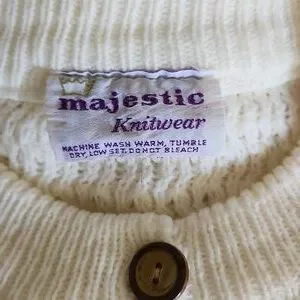 majestic
Knitwear
MACHINE WASH WARM, TUMBLE
DRY, LOW SET. DO NOT BLEACH